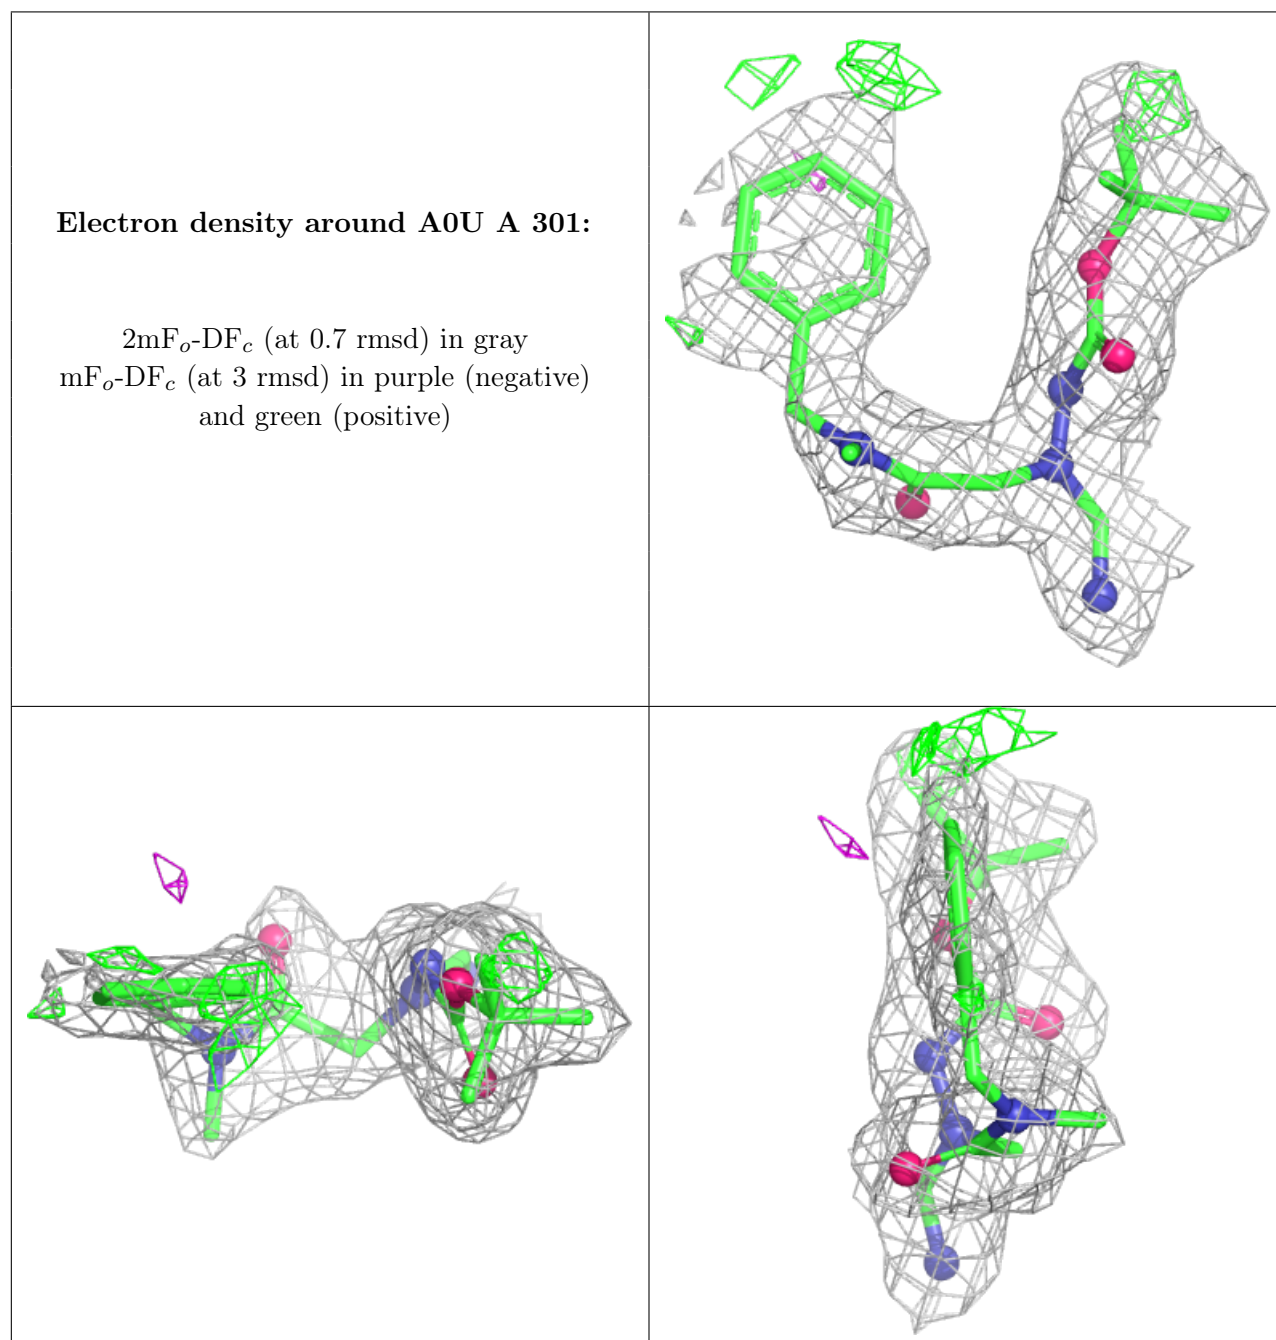 Electron density around A0U A 301:
2mFo-DFc (at 0.7 rmsd) in gray
mFo-DFc (at 3 rmsd) in purple (negative)
and green (positive)